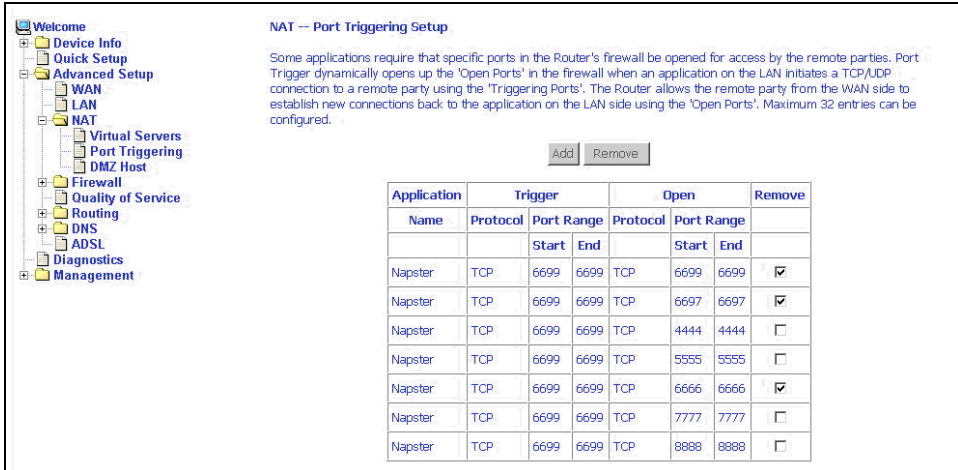 Welcome
Device Info
Quick Setup
Advanced Setup
WAN
LAN
NAT
Virtual Servers
Port Triggering
DMZ Host
Firewall
Quality of Service
Routing
DNS
ADSL
Diagnostics
Management
NAT -- Port Triggering Setup
Some applications require that specific ports in the Router's firewall be opened for access by the remote parties. Port
Trigger dynamically opens up the 'Open Ports' in the firewall when an application on the LAN initiates a TCP/UDP
connection to a remote party using the 'Triggering Ports'. The Router allows the remote party from the WAN side to
establish new connections back to the application on the LAN side using the 'Open Ports'. Maximum 32 entries can be
configured.
Add Remove
Application Trigger Open Remove
Name Protocol Port Range Protocol Port Range
Start End Start End
Napster TCP 6699 6699 TCP 6699 6699
Napster TCP 6699 6699 TCP 6697 6697
Napster TCP 6699 6699 TCP 4444 4444
Napster TCP 6699 6699 TCP 5555 5555
Napster TCP 6699 6699 TCP 6666 6666
Napster TCP 6699 6699 TCP 7777 7777
Napster TCP 6699 6699 TCP 8888 8888